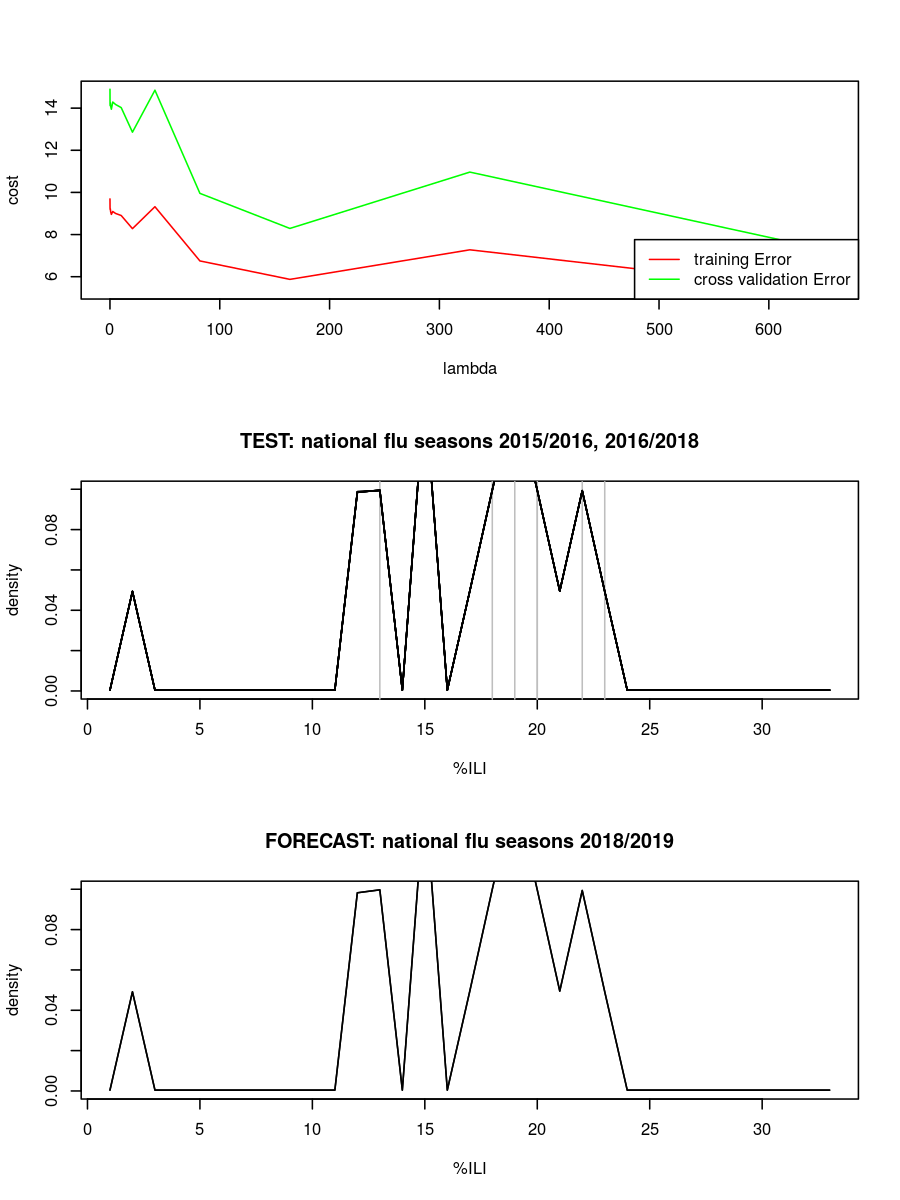 14
12
10
8
6
cost
training Error
cross validation Error
0 100 200 300 400 500 600
lambda
TEST: national flu seasons 2015/2016, 2016/2018
0.08
0.04
0.00
density
0 5 10 15 20 25 30
%ILI
FORECAST: national flu seasons 2018/2019
0.08
0.04
0.00
density
0 5 10 15 20 25 30
%ILI